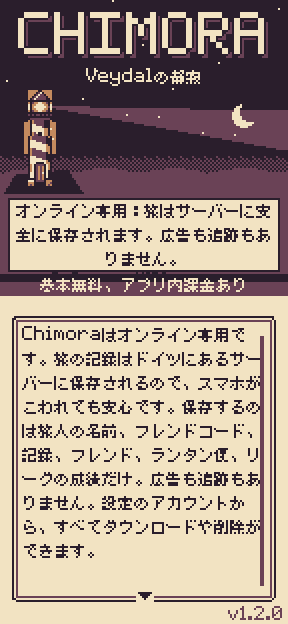 CHIMORA
Veydalの探索
オンライン専用：旅はサーバーに安
全に保存されます。広告も追跡もあ
りません。
基本無料、アプリ内課金あり
Chimoraはオンライン専用で
す。旅の記録はドイツにあるサー
バーに保存されるので、スマホが
こわれても安心です。保存するの
は旅人の名前、フレンドコード、
記録、フレンド、ランタン便、リ
ーグの成績だけ。広告も追跡もあ
りません。設定のアカウントか
ら、すべてダウンロードや削除が
できます。
v1.2.0